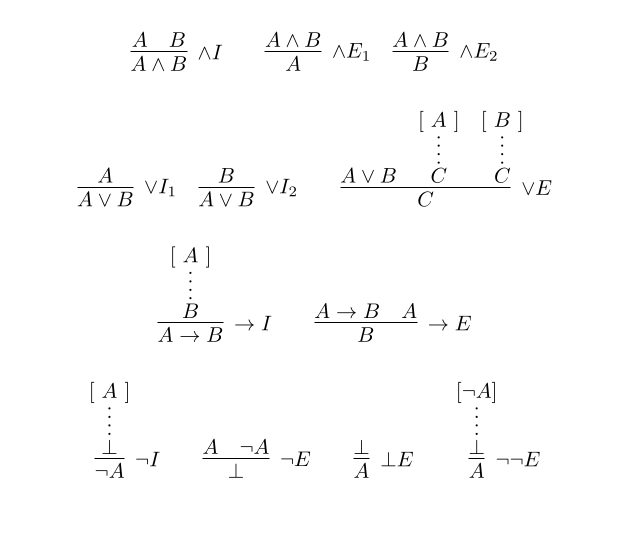 A B ∧I A ∧ B ∧E₁ A ∧ B ∧E₂
A ∧ B A B
[ A ] [ B ]
A B A ∨ B C C
A ∨ B ∨I₁ A ∨ B ∨I₂ C ∨E
[ A ]
B A → B A
A → B → I B → E
[ A ] [¬A]
⊥ A ¬A ⊥ ⊥
¬A ¬I ⊥ ¬E A ⊥E A ¬¬E